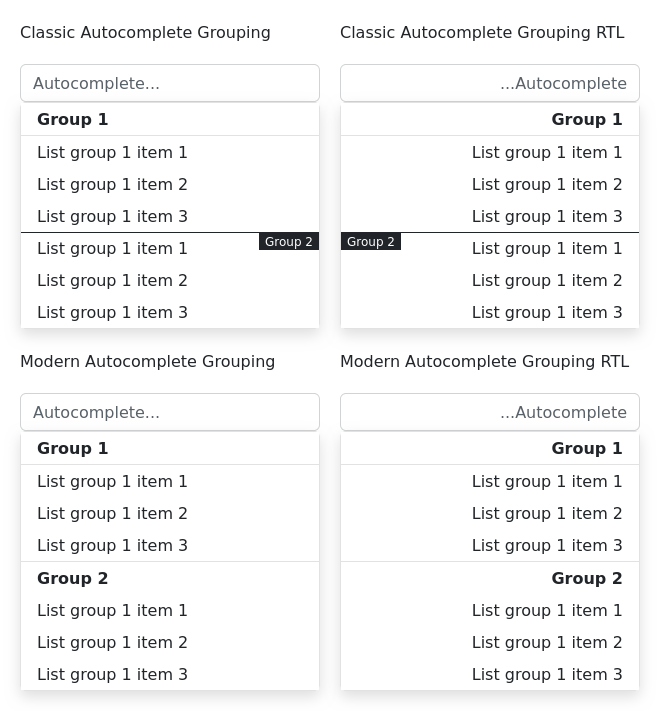 Classic Autocomplete Grouping
Autocomplete...
Group 1
List group 1 item 1
List group 1 item 2
List group 1 item 3
List group 1 item 1
Group 2
List group 1 item 2
List group 1 item 3
Classic Autocomplete Grouping RTL
...Autocomplete
Group 1
List group 1 item 1
List group 1 item 2
List group 1 item 3
Group 2
List group 1 item 1
List group 1 item 2
List group 1 item 3
Modern Autocomplete Grouping
Autocomplete...
Group 1
List group 1 item 1
List group 1 item 2
List group 1 item 3
Group 2
List group 1 item 1
List group 1 item 2
List group 1 item 3
Modern Autocomplete Grouping RTL
...Autocomplete
Group 1
List group 1 item 1
List group 1 item 2
List group 1 item 3
Group 2
List group 1 item 1
List group 1 item 2
List group 1 item 3